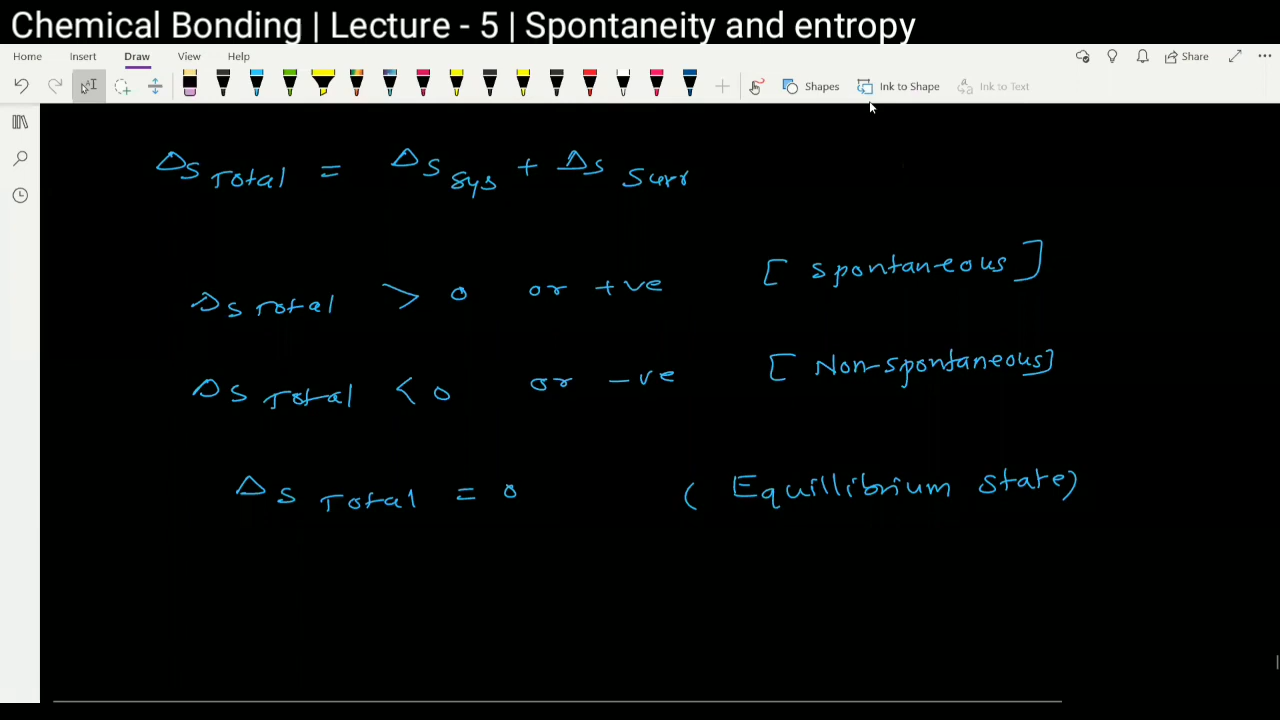 Chemical Bonding | Lecture - 5 | Spontaneity and entropy
Home Insert Draw View Help Share
Shapes Ink to Shape Ink to Text
ΔS Total = ΔS sys + ΔS surr
ΔS Total > 0 or +ve [ spontaneous ]
ΔS Total < 0 or -ve [ Non-spontaneous ]
ΔS Total = 0 ( Equillibrium state)